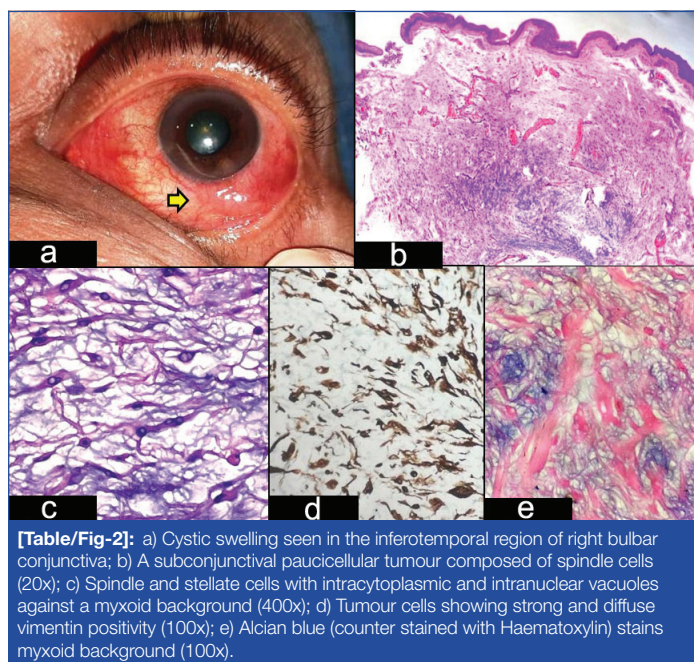 a
b
c
d
e
[Table/Fig-2]: a) Cystic swelling seen in the inferotemporal region of right bulbar
conjunctiva; b) A subconjunctival paucicellular tumour composed of spindle cells
(20x); c) Spindle and stellate cells with intracytoplasmic and intranuclear vacuoles
against a myxoid background (400x); d) Tumour cells showing strong and diffuse
vimentin positivity (100x); e) Alcian blue (counter stained with Haematoxylin) stains
myxoid background (100x).